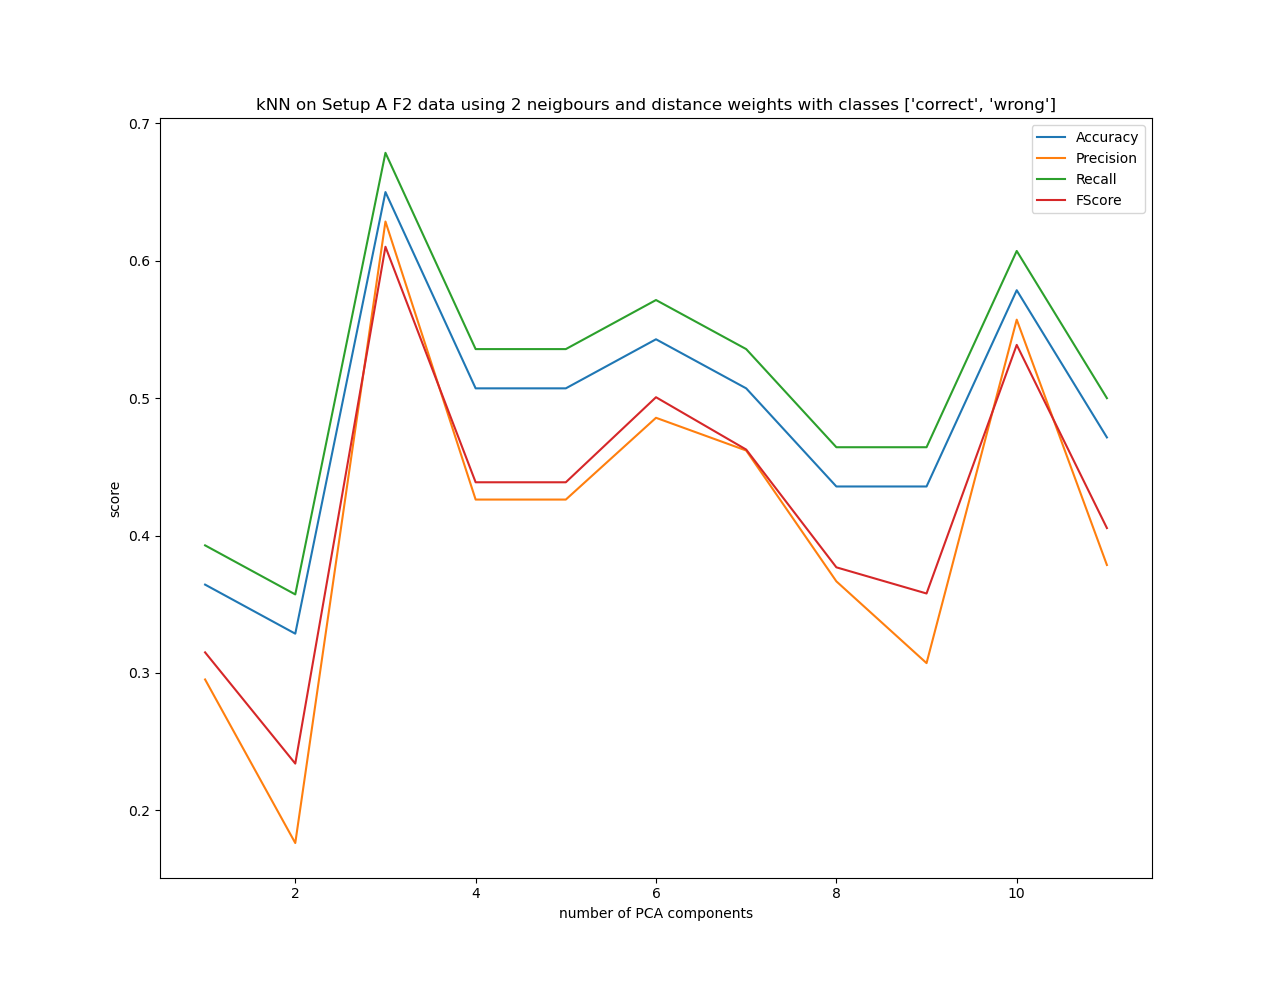 kNN on Setup A F2 data using 2 neigbours and distance weights with classes ['correct', 'wrong']
Accuracy
Precision
Recall
FScore
0.7
0.6
0.5
0.4
0.3
0.2
score
2
4
6
8
10
number of PCA components